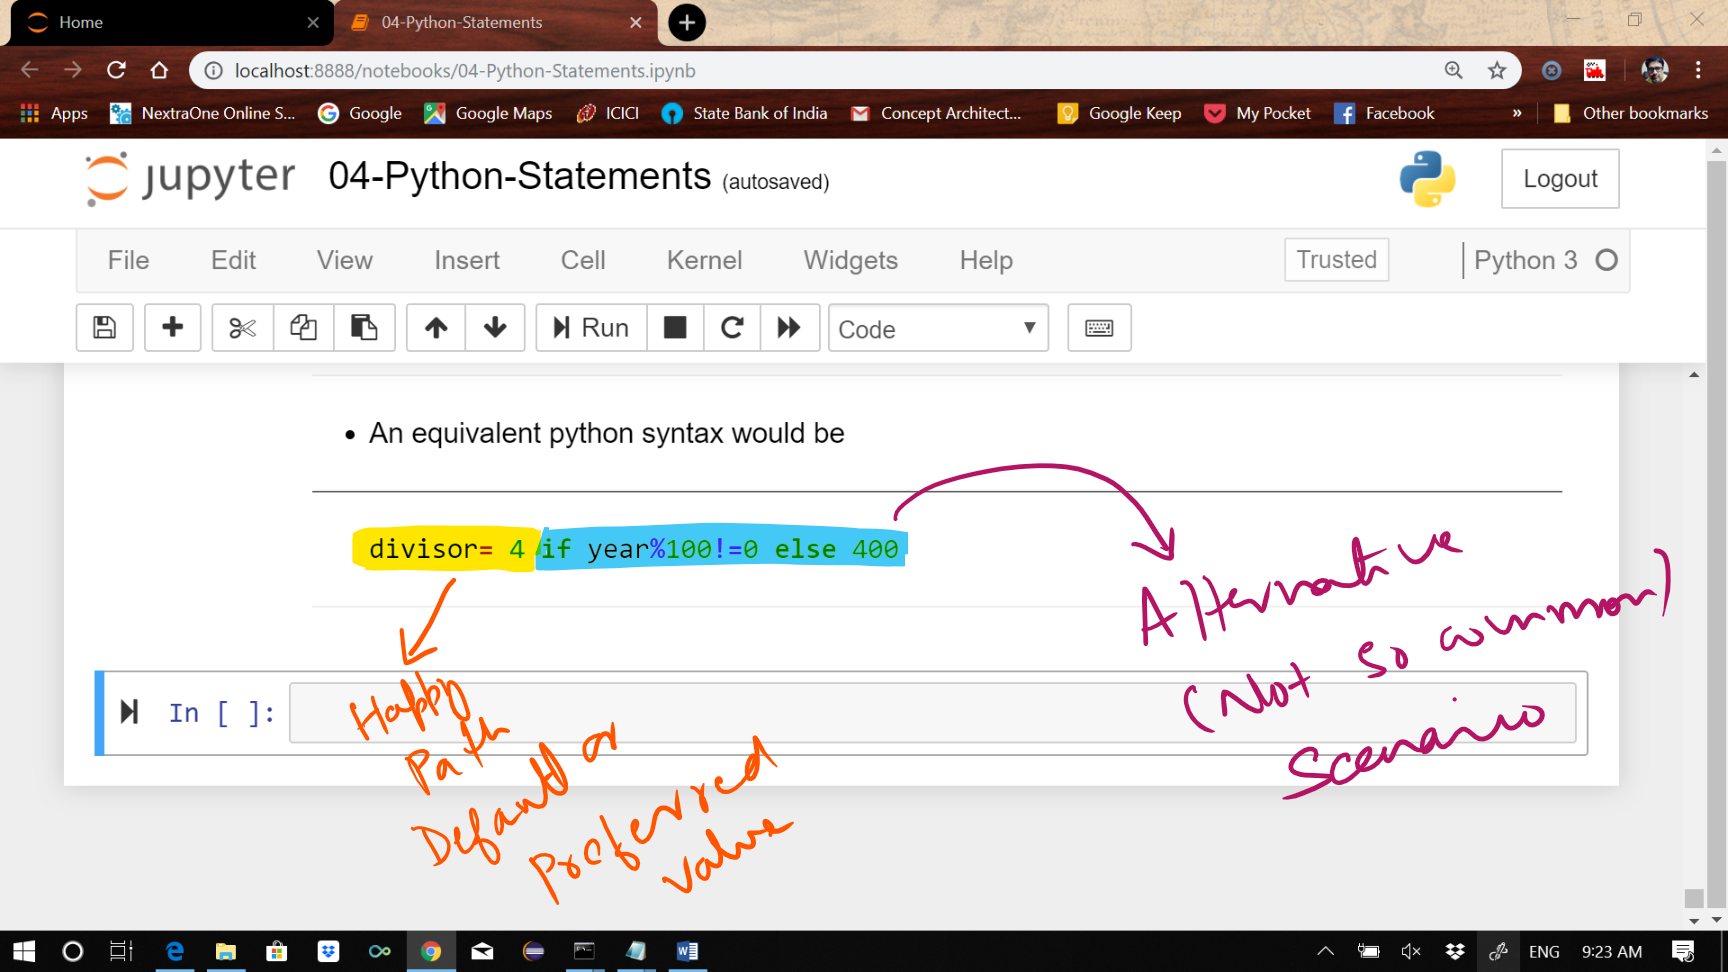 Home
04-Python-Statements
localhost:8888/notebooks/04-Python-Statements.ipynb
Apps NextraOne Online S... Google Google Maps ICICI State Bank of India Concept Architect... Google Keep My Pocket Facebook » Other bookmarks
jupyter 04-Python-Statements (autosaved) Logout
File Edit View Insert Cell Kernel Widgets Help Trusted Python 3
Run Code
• An equivalent python syntax would be
divisor= 4 if year%100!=0 else 400
Alternative
(Not so common)
Scenario
In [ ]:
Happy
Path
Default or
Preferred
value
ENG 9:23 AM